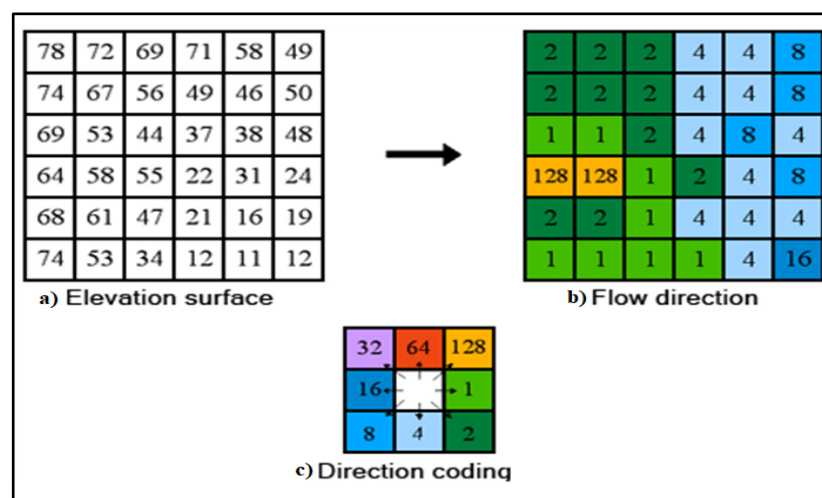 78 72 69 71 58 49
74 67 56 49 46 50
69 53 44 37 38 48
64 58 55 22 31 24
68 61 47 21 16 19
74 53 34 12 11 12
a) Elevation surface
2 2 2 4 4 8
2 2 2 4 4 8
1 1 2 4 8 4
128 128 1 2 4 8
2 2 1 4 4 4
1 1 1 1 4 16
b) Flow direction
32 64 128
16 1
8 4 2
c) Direction coding